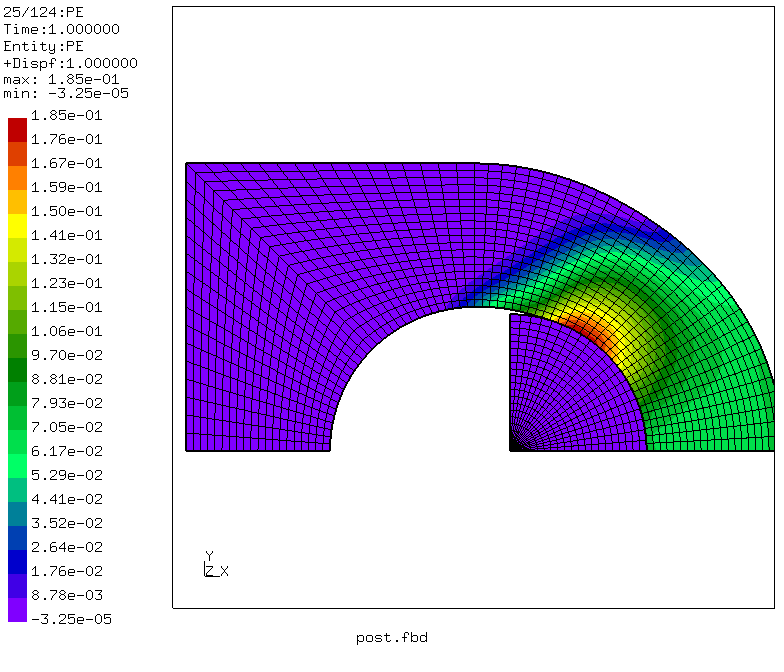 25/124:PE
Time:1.000000
Entity:PE
+Dispf:1.000000
max: 1.85e-01
min: -3.25e-05
1.85e-01
1.76e-01
1.67e-01
1.59e-01
1.50e-01
1.41e-01
1.32e-01
1.23e-01
1.15e-01
1.06e-01
9.70e-02
8.81e-02
7.93e-02
7.05e-02
6.17e-02
5.29e-02
4.41e-02
3.52e-02
2.64e-02
1.76e-02
8.78e-03
-3.25e-05
Y
Z X
post.fbd